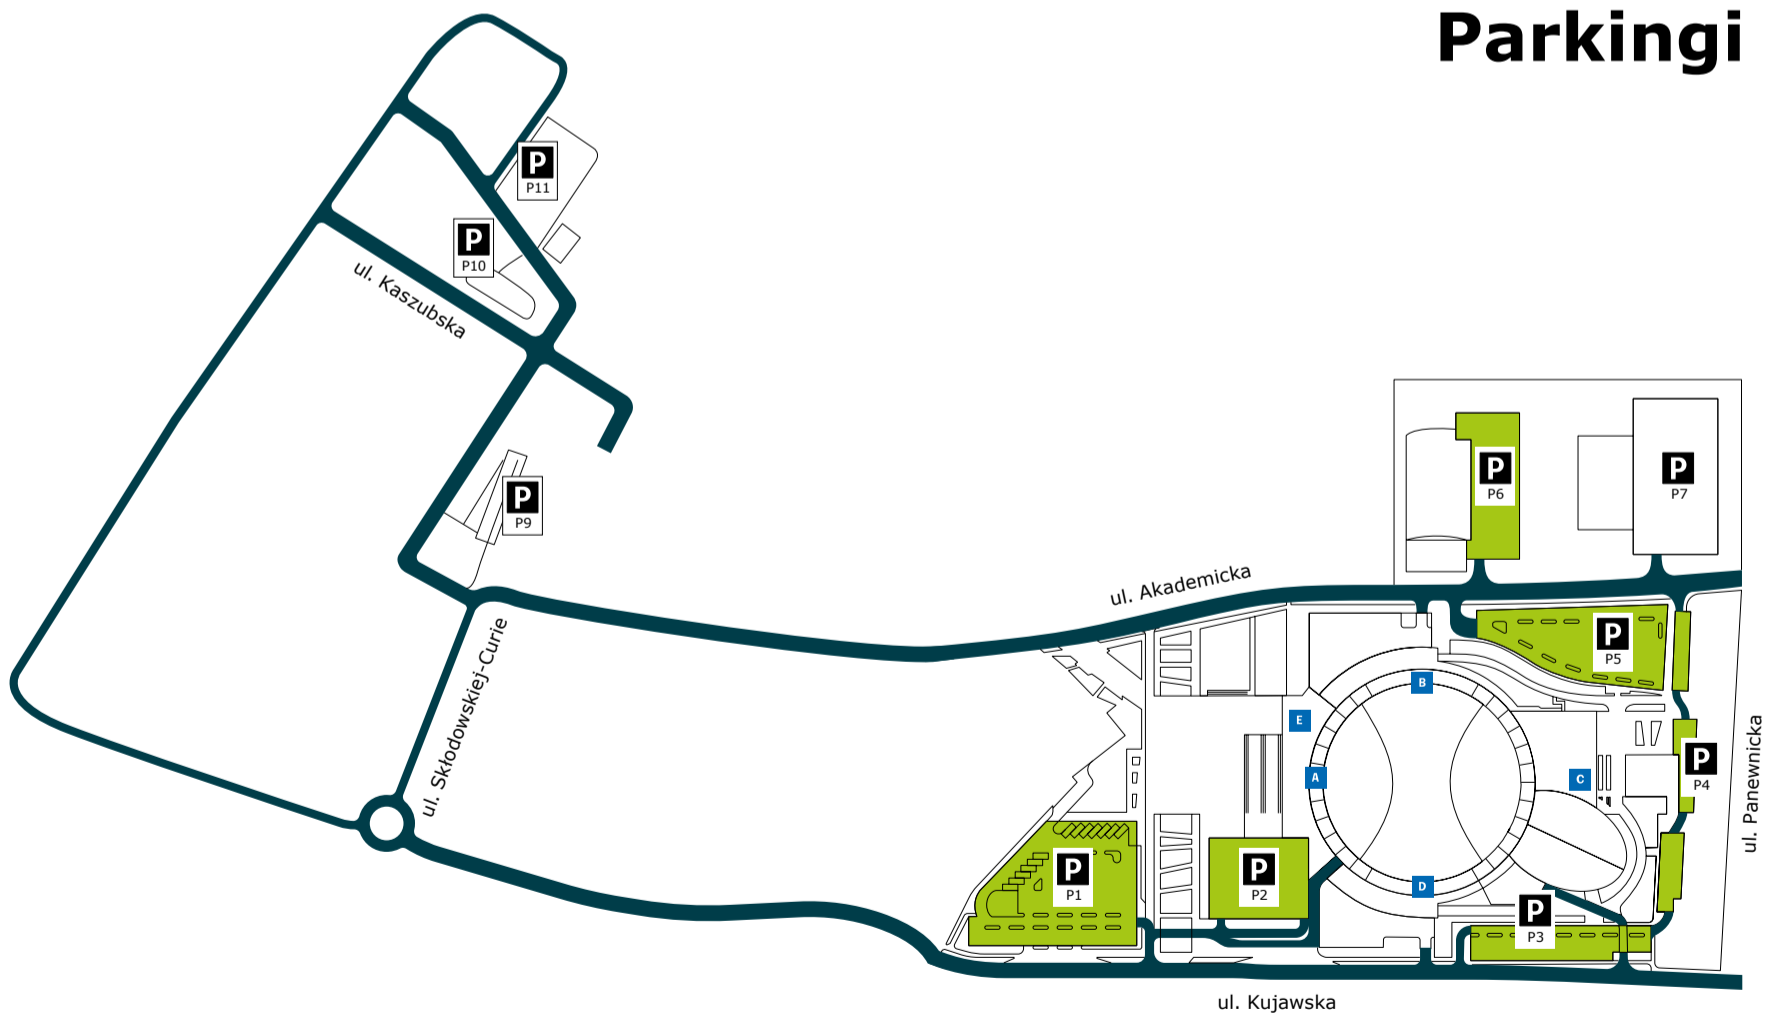 Parkingi
P
P11
P
P10
ul. Kaszubska
P
P9
P
P6
P
P7
ul. Akademicka
ul. Skłodowskiej-Curie
P
P5
B
E
A
C
P
P4
ul. Panewnicka
P
P1
P
P2
D
P
P3
ul. Kujawska